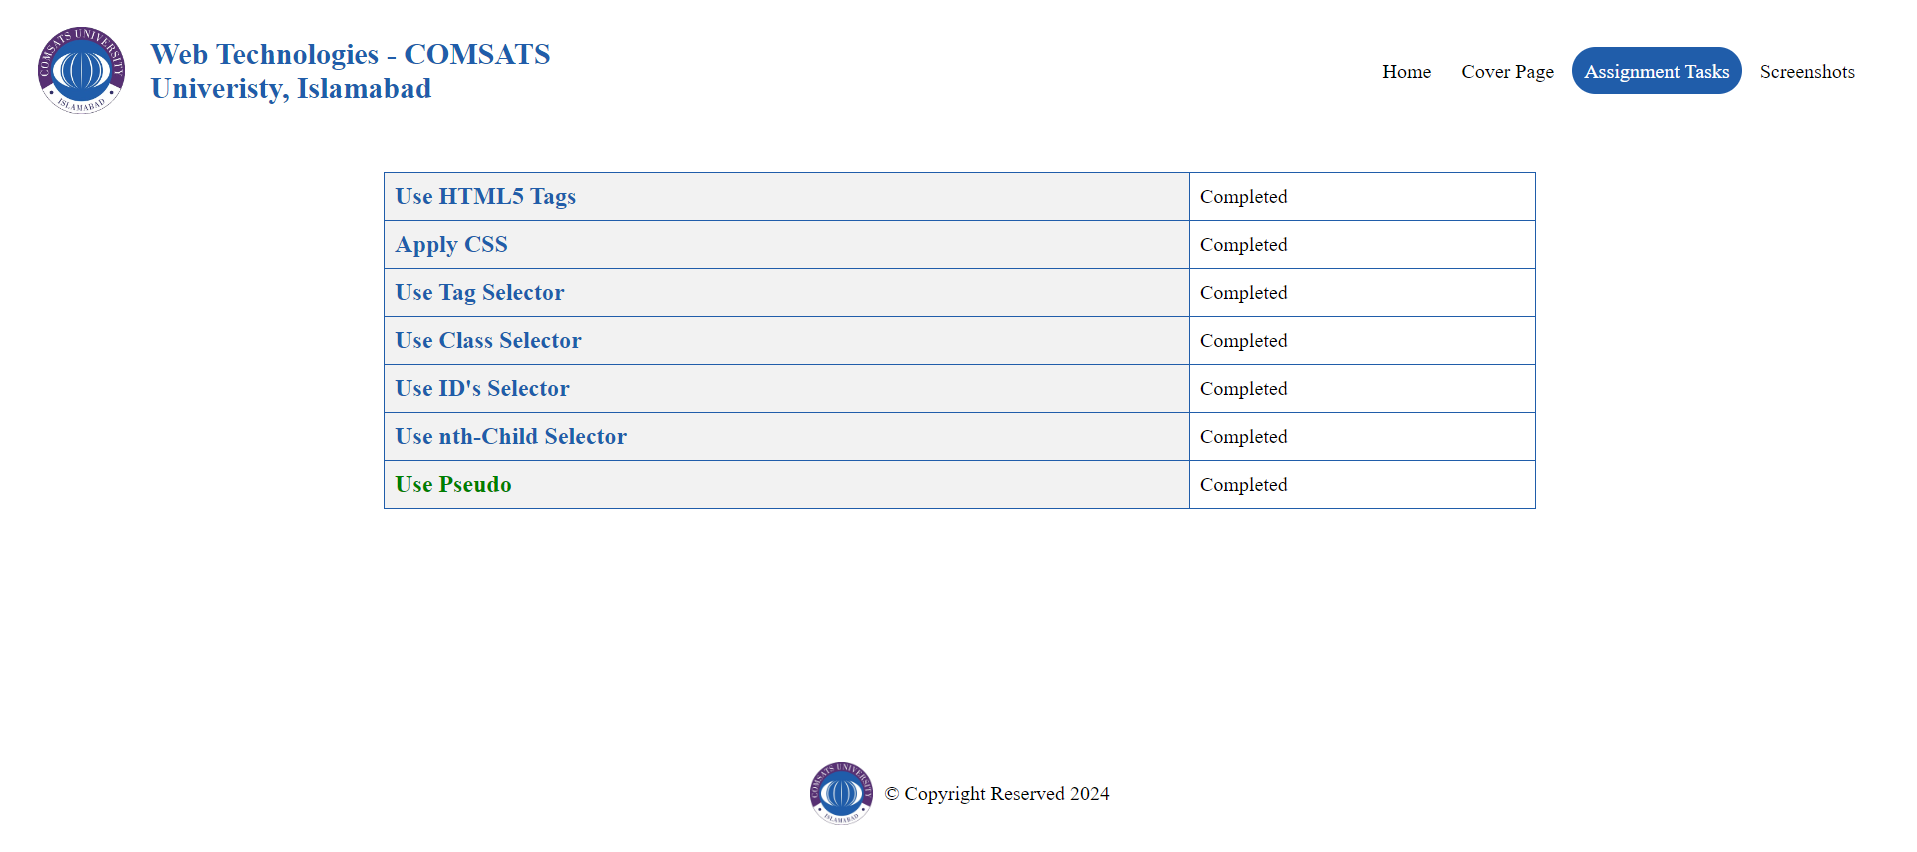 COMSATS UNIVERSITY
ISLAMABAD
Web Technologies - COMSATS
Univeristy, Islamabad
Home Cover Page Assignment Tasks Screenshots
Use HTML5 Tags Completed
Apply CSS Completed
Use Tag Selector Completed
Use Class Selector Completed
Use ID's Selector Completed
Use nth-Child Selector Completed
Use Pseudo Completed
COMSATS UNIVERSITY
ISLAMABAD
© Copyright Reserved 2024